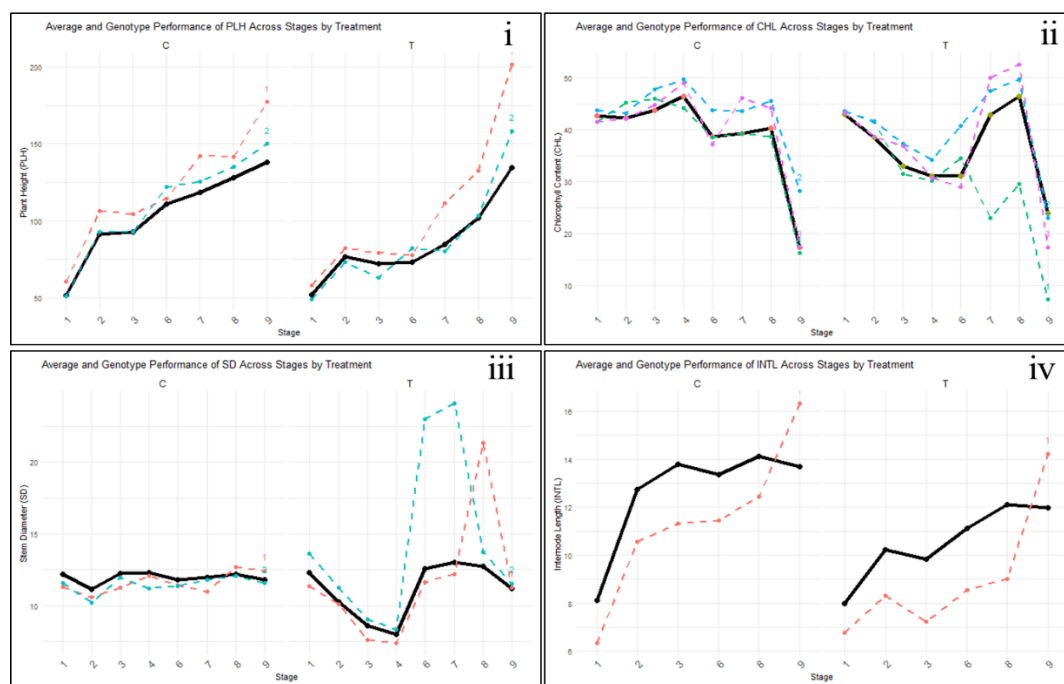 Average and Genotype Performance of PLH Across Stages by Treatment
i
C
T
Plant Height (PLH)
200
150
100
50
1
2
1
2
1 2 3 6 7 8 9
1 2 3 6 7 8 9
Stage
Average and Genotype Performance of CHL Across Stages by Treatment
ii
C
T
Chlorophyll Content (CHL)
50
40
30
20
10
2
1 2 3 4 6 7 8 9
1 2 3 4 6 7 8 9
Stage
Average and Genotype Performance of SD Across Stages by Treatment
iii
C
T
Stem Diameter (SD)
20
15
10
1
2
1 2 3 4 6 7 8 9
1 2 3 4 6 7 8 9
Stage
Average and Genotype Performance of INTL Across Stages by Treatment
iv
C
T
Internode Length (INTL)
16
14
12
10
8
6
1
1 2 3 6 8 9
1 2 3 6 8 9
Stage